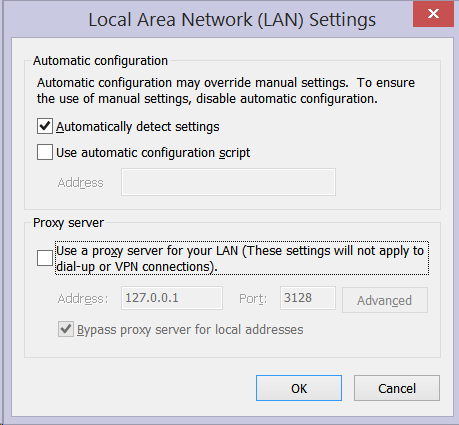 Local Area Network (LAN) Settings
Automatic configuration
Automatic configuration may override manual settings. To ensure
the use of manual settings, disable automatic configuration.
Automatically detect settings
Use automatic configuration script
Address
Proxy server
Use a proxy server for your LAN (These settings will not apply to
dial-up or VPN connections).
Address: 127.0.0.1 Port: 3128 Advanced
Bypass proxy server for local addresses
OK Cancel